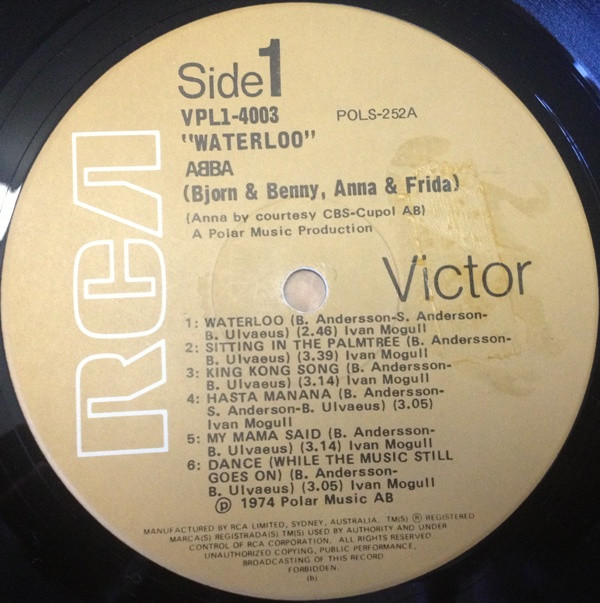 Side 1
VPL1-4003 POLS-252A
"WATERLOO"
ABBA
(Bjorn & Benny, Anna & Frida)
(Anna by courtesy CBS-Cupol AB)
A Polar Music Production
RCA
Victor
1: WATERLOO (B. Andersson-S. Anderson-
B. Ulvaeus) (2.46) Ivan Mogull
2: SITTING IN THE PALMTREE (B. Andersson-
B. Ulvaeus) (3.39) Ivan Mogull
3: KING KONG SONG (B. Andersson-
B. Ulvaeus) (3.14) Ivan Mogull
4: HASTA MANANA (B. Andersson-
S. Anderson-B. Ulvaeus) (3.05)
Ivan Mogull
5: MY MAMA SAID (B. Andersson-
B. Ulvaeus) (3.14) Ivan Mogull
6: DANCE (WHILE THE MUSIC STILL
GOES ON) (B. Andersson-
B. Ulvaeus) (3.05) Ivan Mogull
℗ 1974 Polar Music AB
MANUFACTURED BY RCA LIMITED, SYDNEY, AUSTRALIA. TM(S) ® REGISTERED
MARCA(S) REGISTRADA(S) TM(S) USED BY AUTHORITY AND UNDER
CONTROL OF RCA CORPORATION. ALL RIGHTS RESERVED
UNAUTHORIZED COPYING, PUBLIC PERFORMANCE,
BROADCASTING OF THIS RECORD
FORBIDDEN.
(b)